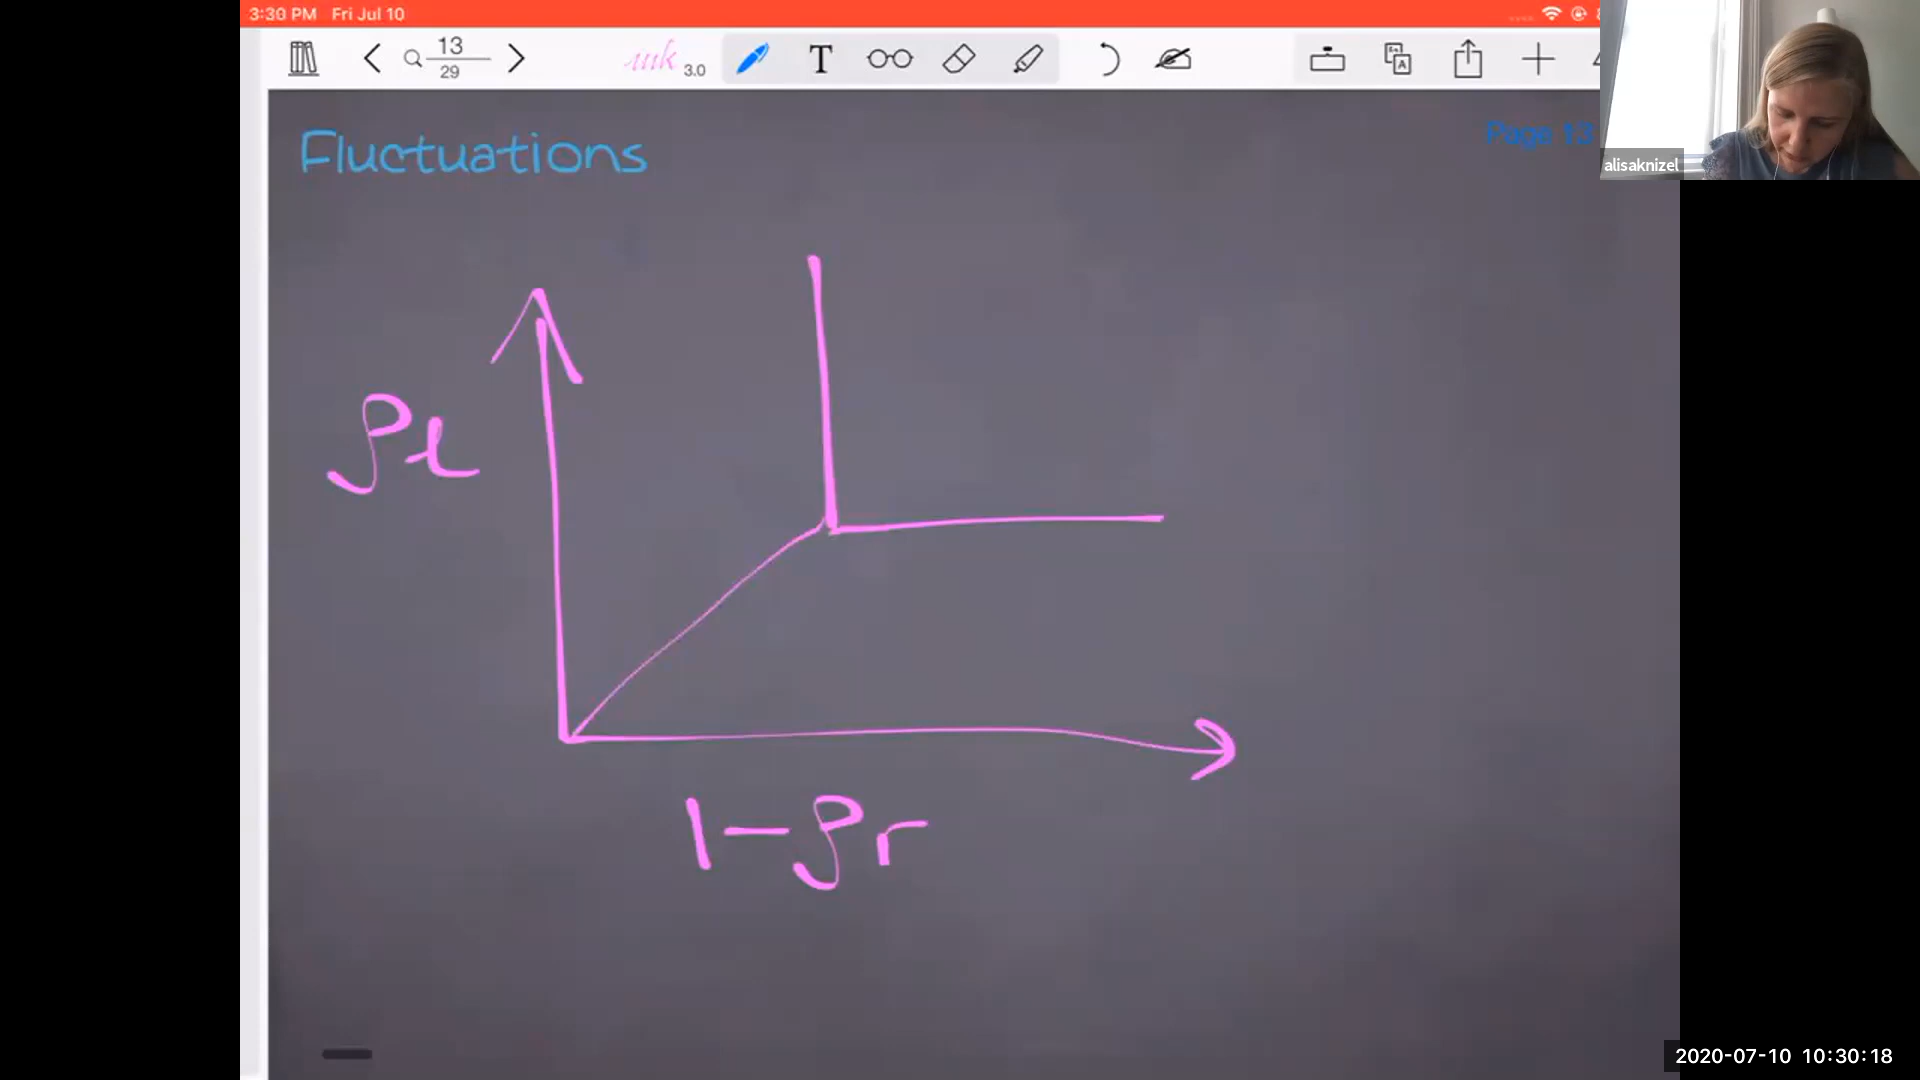 3:30 PM Fri Jul 10
13
29
mk 3.0
T
A
Fluctuations
Page 13
alisaknizel
ρl
1-ρr
2020-07-10 10:30:18